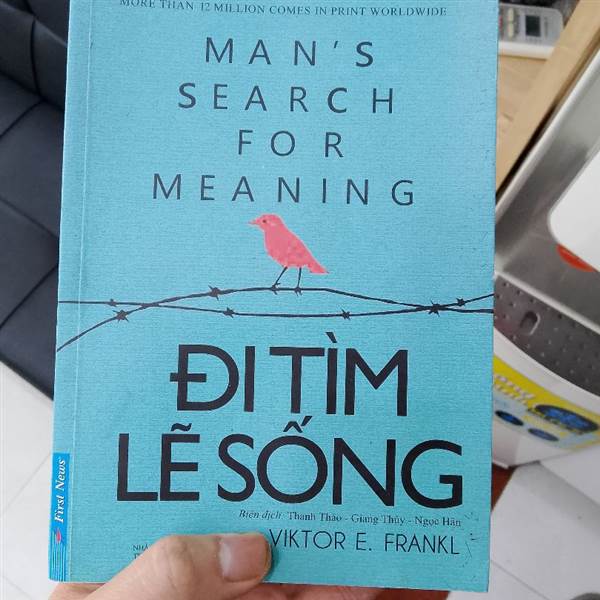 MORE THAN 12 MILLION COMES IN PRINT WORLDWIDE
MAN'S
SEARCH
FOR
MEANING
ĐI TÌM
LẼ SỐNG
Biên dịch: Thanh Thảo - Giang Thủy - Ngọc Hân
VIKTOR E. FRANKL
First News
NHÀ